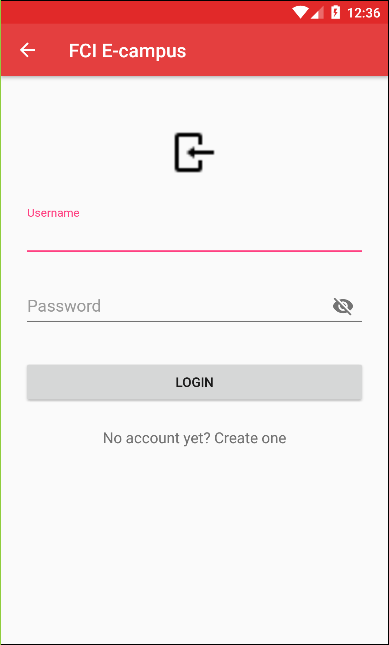 12:36
FCI E-campus
Username
Password
LOGIN
No account yet? Create one